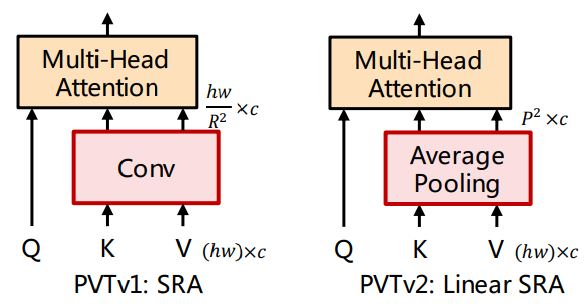 Multi-Head
Attention
hw/R² ×c
Conv
Q K V (hw)×c
PVTv1: SRA
Multi-Head
Attention
P² ×c
Average
Pooling
Q K V (hw)×c
PVTv2: Linear SRA